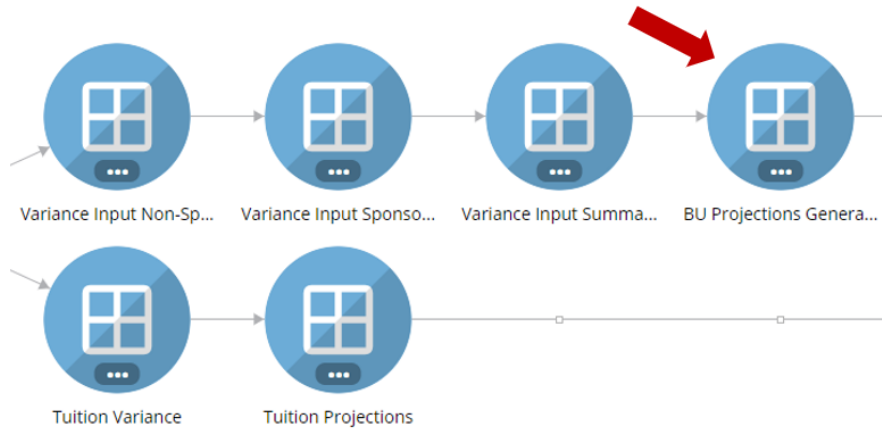 Variance Input Non-Sp...
Variance Input Sponso...
Variance Input Summa...
BU Projections Genera...
Tuition Variance
Tuition Projections